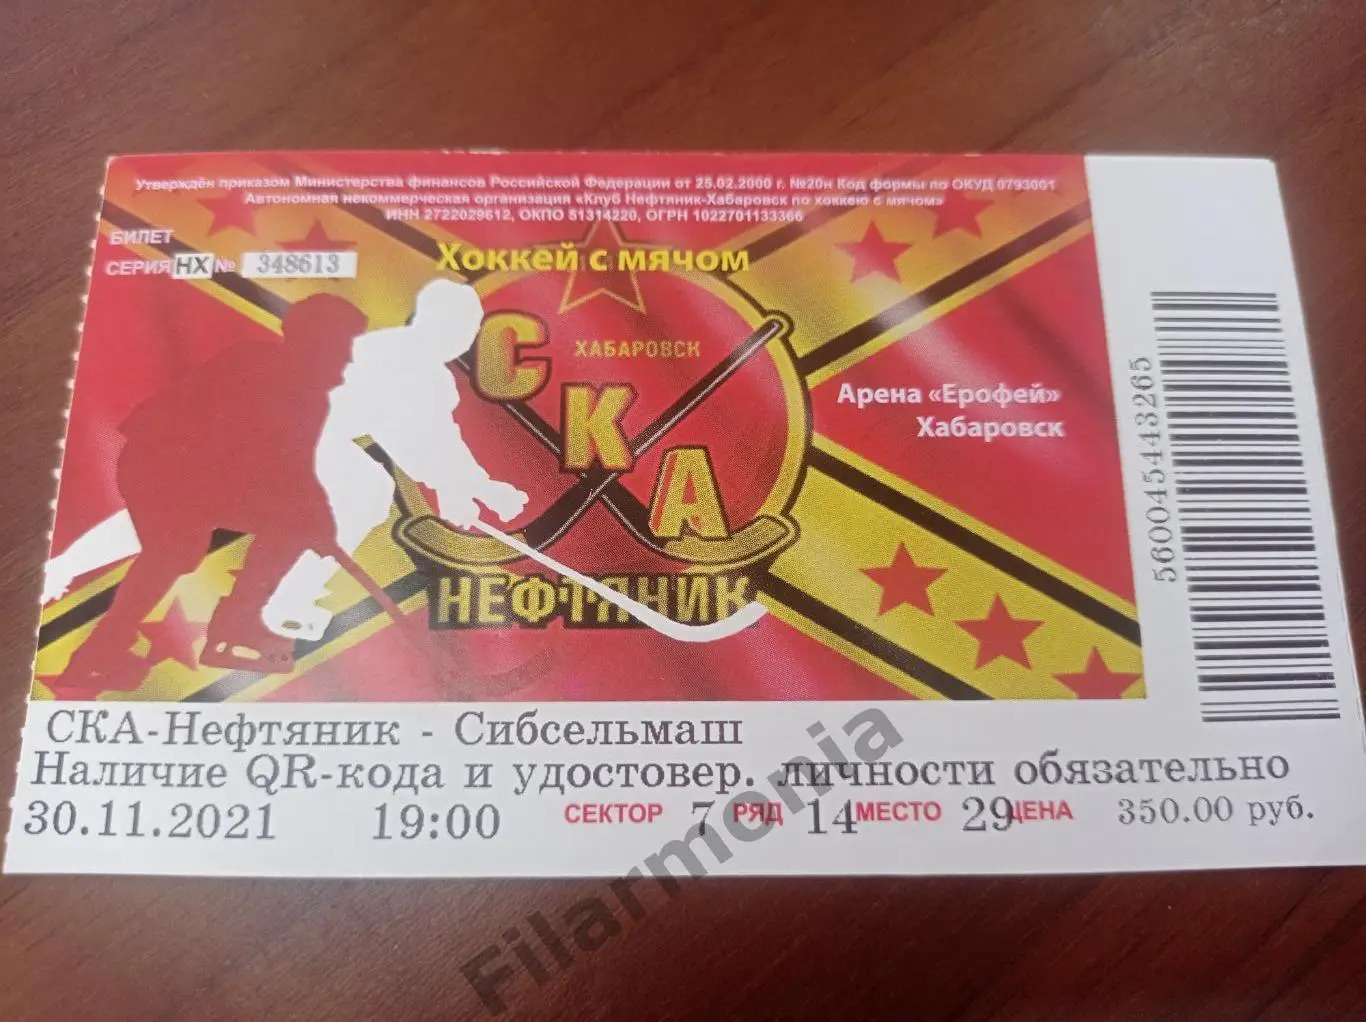 Утверждён приказом Министерства финансов Российской Федерации от 25.02.2000 г. №20н Код формы по ОКУД 0793001
Автономная некоммерческая организация «Клуб Нефтяник-Хабаровск по хоккею с мячом»
ИНН 2722029612, ОКПО 51314220, ОГРН 1022701133366
БИЛЕТ
СЕРИЯ НХ № 348613
Хоккей с мячом
СКА
ХАБАРОВСК
НЕФТЯНИК
Арена «Ерофей»
Хабаровск
5600454443265
СКА-Нефтяник - Сибсельмаш
Наличие QR-кода и удостовер. личности обязательно
30.11.2021 19:00 СЕКТОР 7 РЯД 14 МЕСТО 29 ЦЕНА 350.00 руб.
Filarmonia